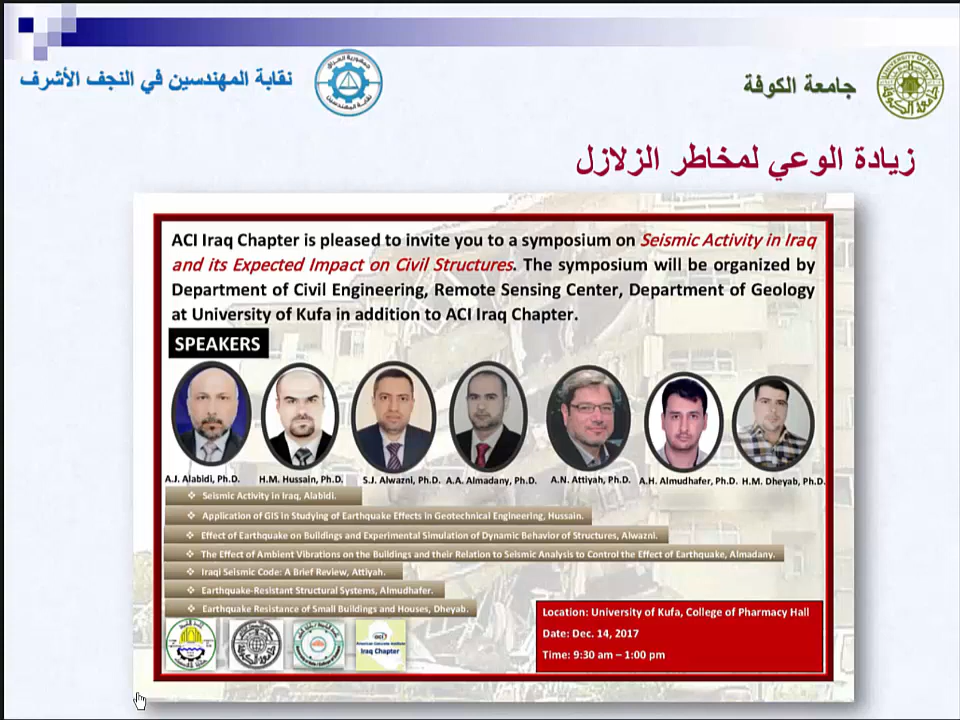 نقابة المهندسين في النجف الأشرف
جامعة الكوفة
زيادة الوعي لمخاطر الزلازل
ACI Iraq Chapter is pleased to invite you to a symposium on Seismic Activity in Iraq
and its Expected Impact on Civil Structures. The symposium will be organized by
Department of Civil Engineering, Remote Sensing Center, Department of Geology
at University of Kufa in addition to ACI Iraq Chapter.
SPEAKERS
A.J. Alabidi, Ph.D. H.M. Hussain, Ph.D. S.J. Alwazni, Ph.D. A.A. Almadany, Ph.D. A.N. Attiyah, Ph.D. A.H. Almudhafer, Ph.D. H.M. Dheyab, Ph.D.
❖ Seismic Activity in Iraq, Alabidi.
❖ Application of GIS in Studying of Earthquake Effects in Geotechnical Engineering, Hussain.
❖ Effect of Earthquake on Buildings and Experimental Simulation of Dynamic Behavior of Structures, Alwazni.
❖ The Effect of Ambient Vibrations on the Buildings and their Relation to Seismic Analysis to Control the Effect of Earthquake, Almadany.
❖ Iraqi Seismic Code: A Brief Review, Attiyah.
❖ Earthquake-Resistant Structural Systems, Almudhafer.
❖ Earthquake Resistance of Small Buildings and Houses, Dheyab.
Location: University of Kufa, College of Pharmacy Hall
Date: Dec. 14, 2017
Time: 9:30 am – 1:00 pm
aci
American Concrete Institute
Iraq Chapter